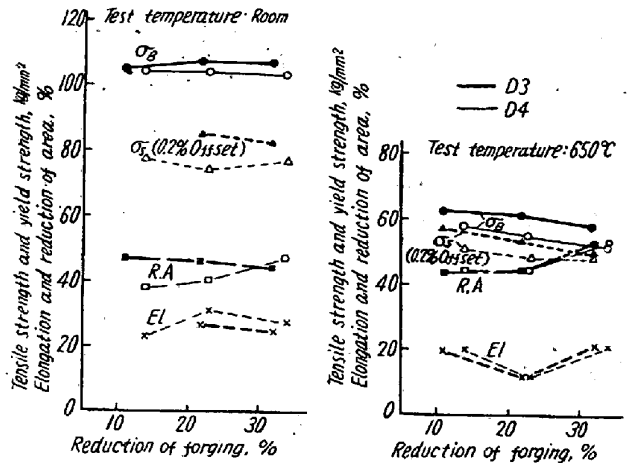 Test temperature: Room
Tensile strength and yield strength, kg/mm²
Elongation and reduction of area, %
120
100
80
60
40
20
0
σB
σs (0.2% Ossset)
R.A
El
10 20 30
Reduction of forging, %
D3
D4
Test temperature: 650°C
Tensile strength and yield strength, kg/mm²
Elongation and reduction of area, %
80
60
40
20
0
σB
σs
(0.2% Osset)
B
R,A
El
10 20 30
Reduction of forging, %